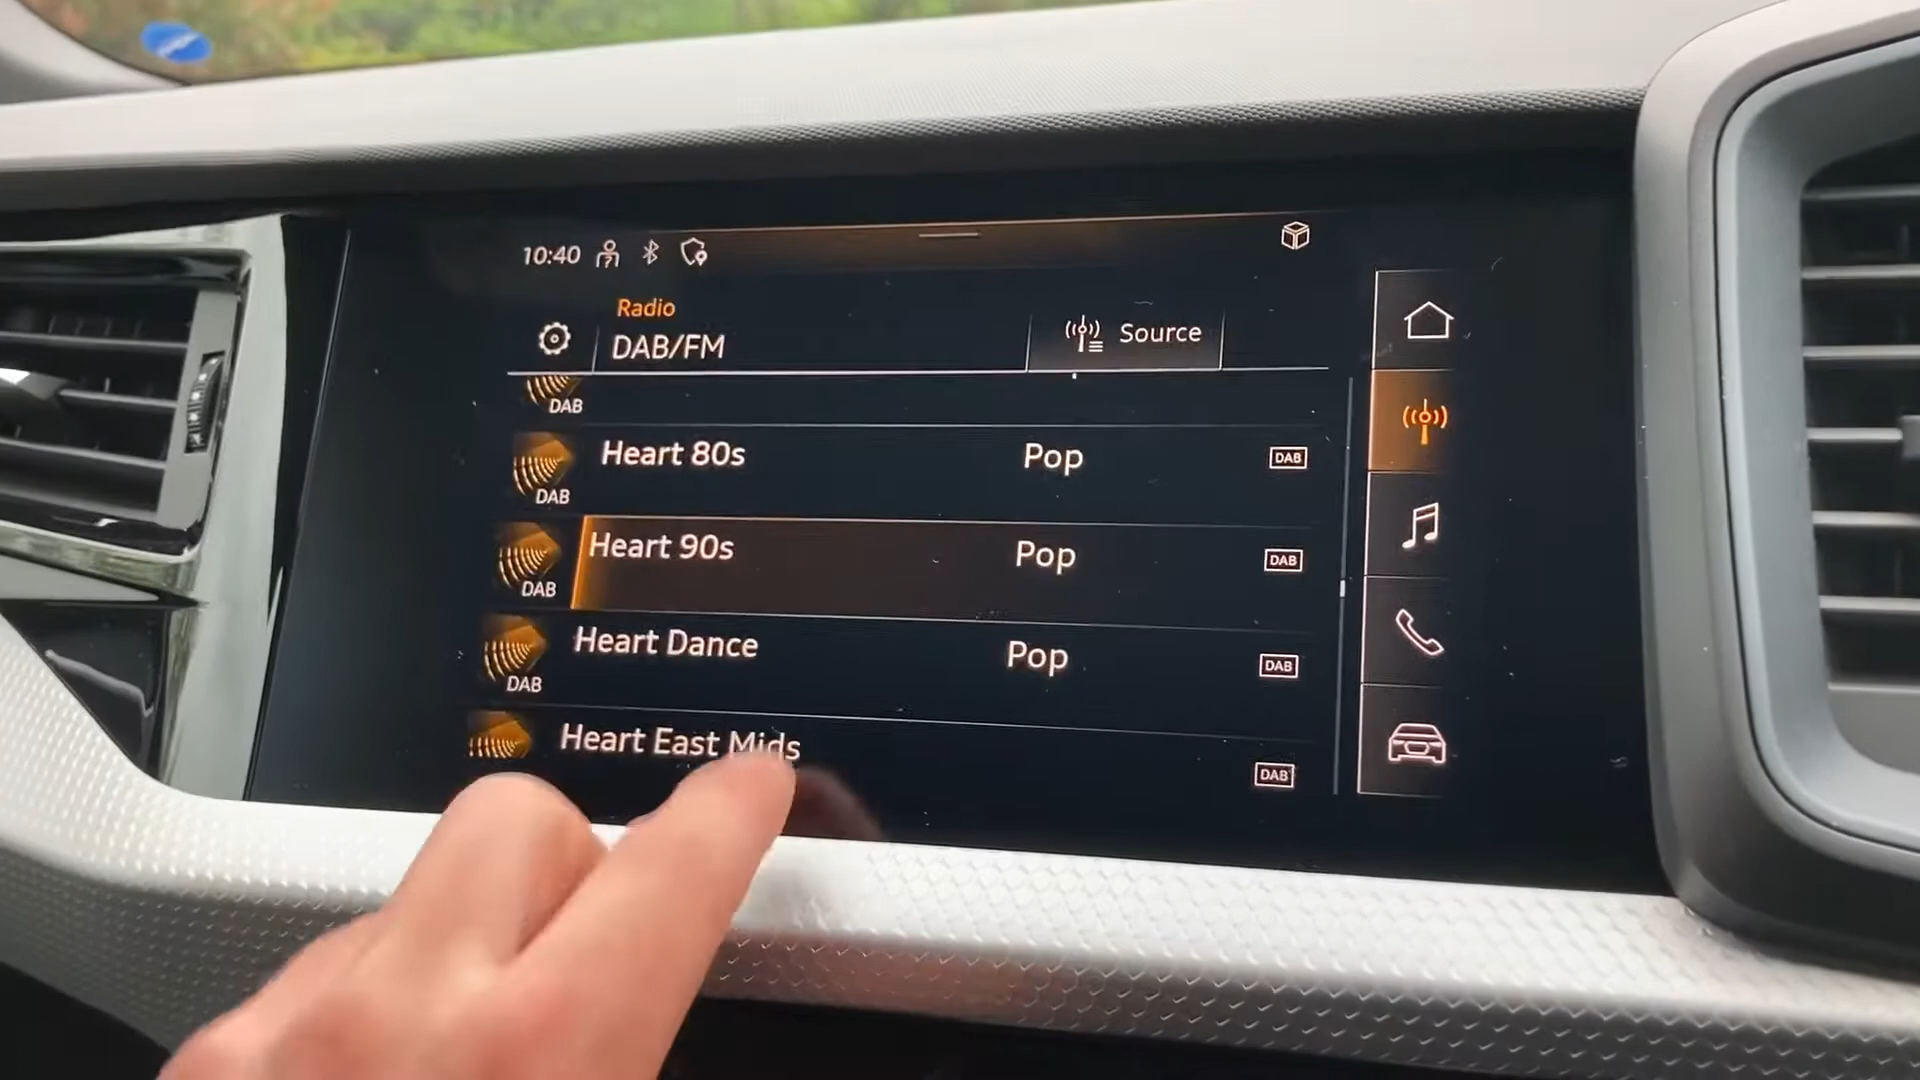 10:40
Radio
DAB/FM
Source
DAB
Heart 80s Pop DAB
DAB
Heart 90s Pop DAB
DAB
Heart Dance Pop DAB
DAB
Heart East Mids
DAB